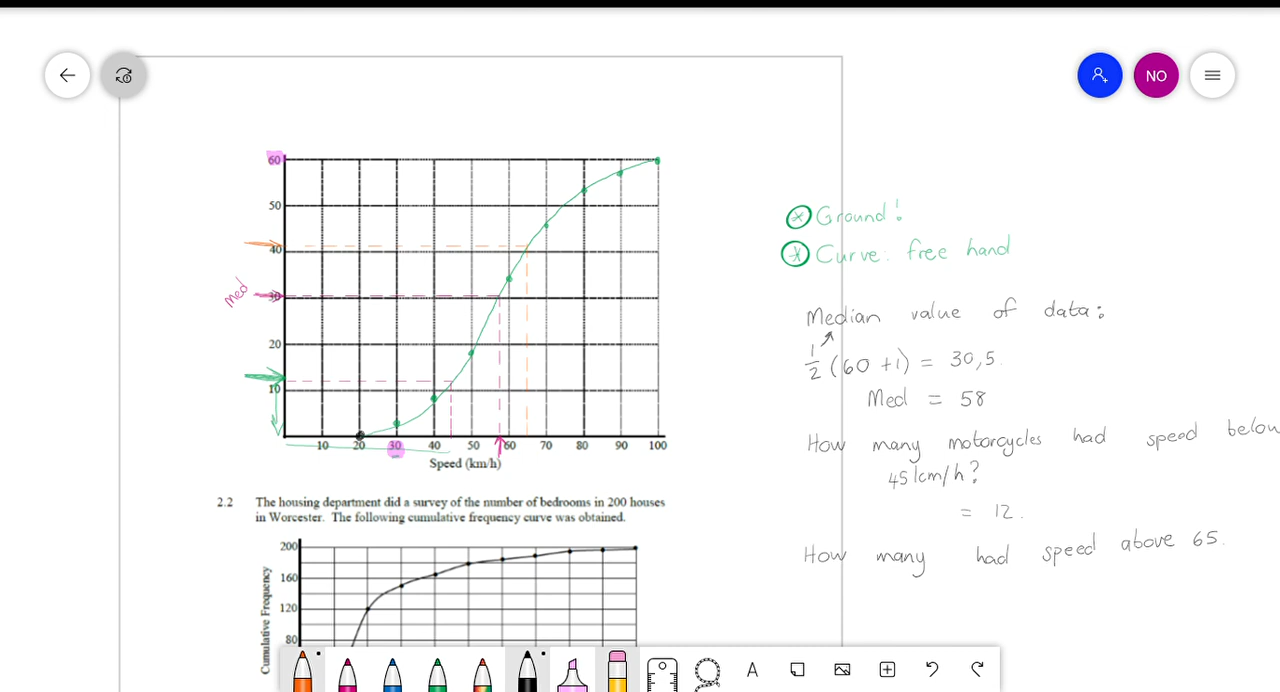 NO
60
50
40
30
20
10
Med
10 20 30 40 50 60 70 80 90 100
Speed (km/h)
2.2 The housing department did a survey of the number of bedrooms in 200 houses
in Worcester. The following cumulative frequency curve was obtained.
Cumulative Frequency
200
160
120
80
* Ground!
* Curve: free hand
Median value of data:
1/2 (60 + 1) = 30,5
Med = 58
How many motorcycles had speed below
45 km/h?
= 12.
How many had speed above 65.
A